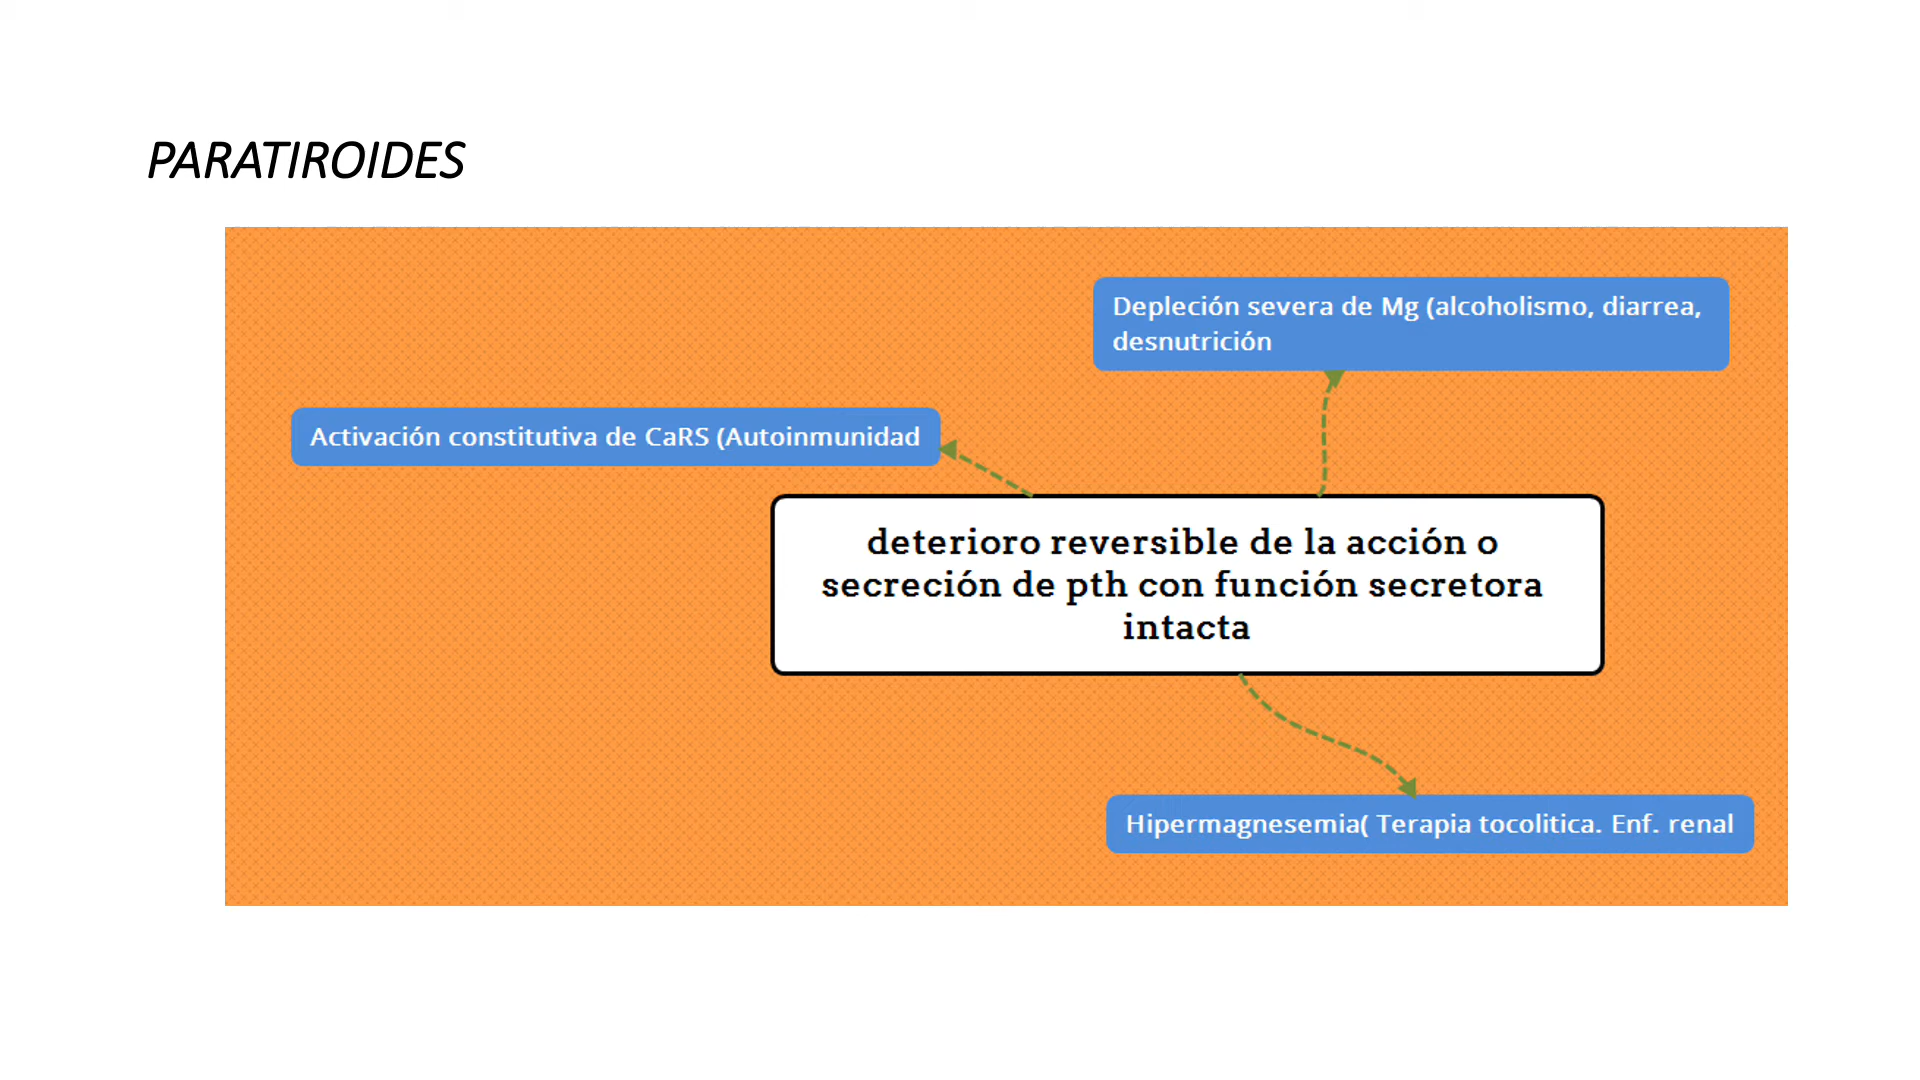 PARATIROIDES
Depleción severa de Mg (alcoholismo, diarrea,
desnutrición
Activación constitutiva de CaRS (Autoinmunidad
deterioro reversible de la acción o
secreción de pth con función secretora
intacta
Hipermagnesemia( Terapia tocolitica. Enf. renal